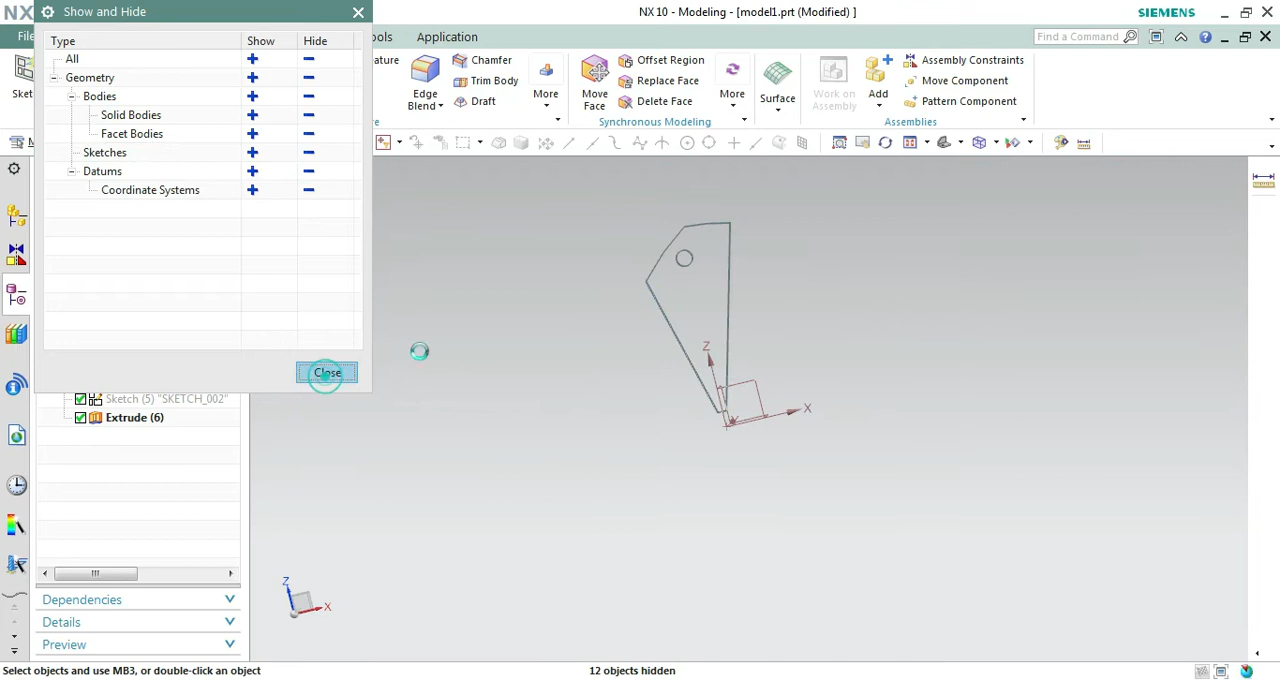 NX
Show and Hide
NX 10 - Modeling - [model1.prt (Modified) ]
SIEMENS
Type
Show
Hide
All
Geometry
Bodies
Solid Bodies
Facet Bodies
Sketches
Datums
Coordinate Systems
Close
Application
Find a Command
Edge
Blend
Chamfer
Trim Body
Draft
More
Move
Face
Offset Region
Replace Face
Delete Face
More
Synchronous Modeling
Surface
Work on
Assembly
Add
Assembly Constraints
Move Component
Pattern Component
Assemblies
Z
X
Sketch (5) "SKETCH_002"
Extrude (6)
Z
X
Dependencies
Details
Preview
Select objects and use MB3, or double-click an object
12 objects hidden